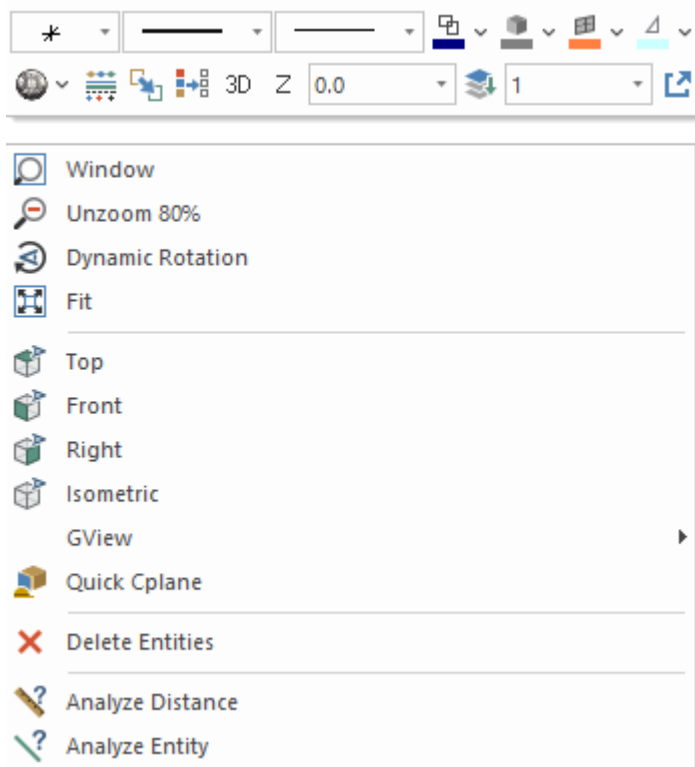 3D Z 0.0 1
Window
Unzoom 80%
Dynamic Rotation
Fit
Top
Front
Right
Isometric
GView
Quick Cplane
Delete Entities
Analyze Distance
Analyze Entity